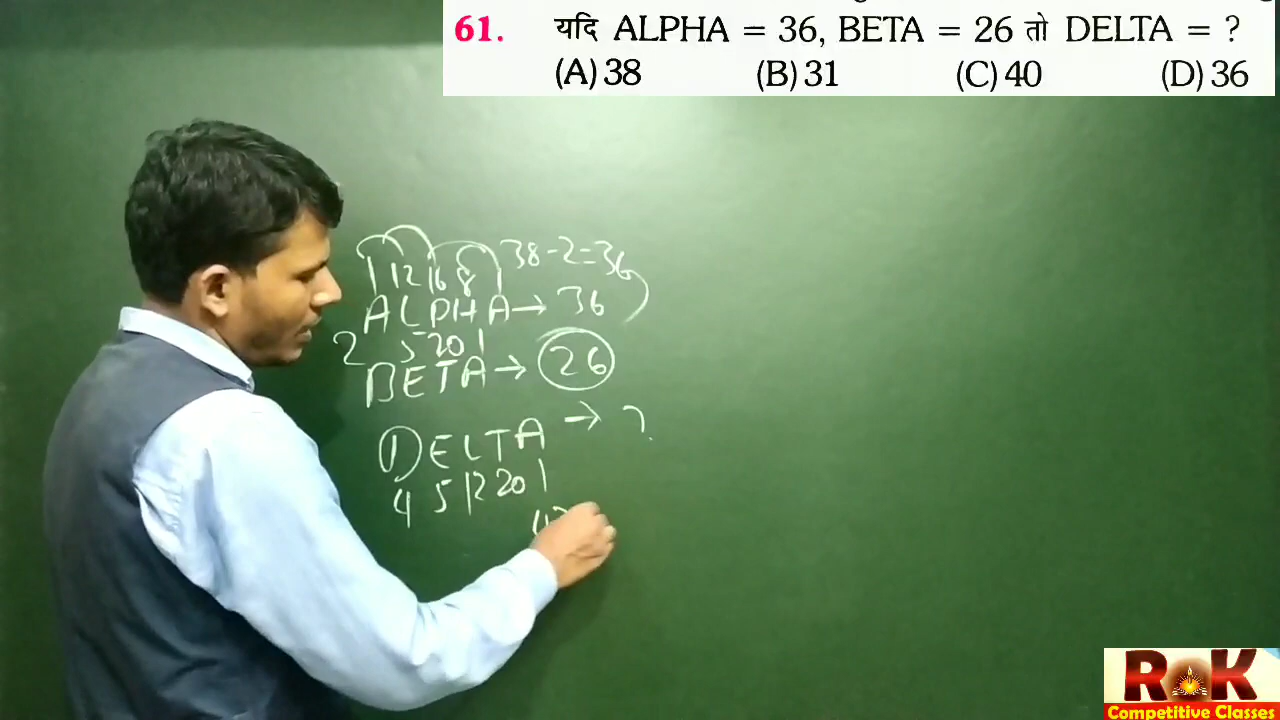 61. यदि ALPHA = 36, BETA = 26 तो DELTA = ?
(A) 38 (B) 31 (C) 40 (D) 36
1 12 16 8 1 38-2=36
ALPHA → 36
2 5 20 1
BETA → 26
DELTA → ?
4 5 12 20 1
RK
Competitive Classes